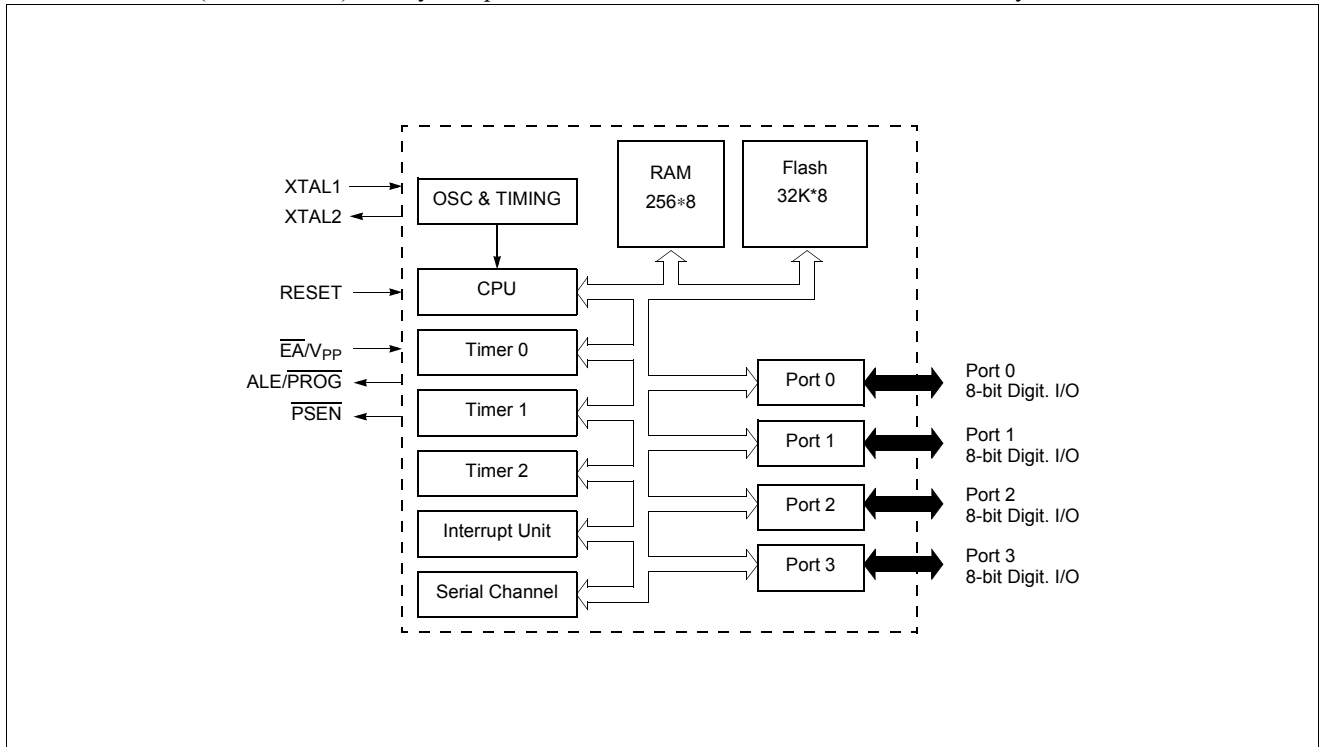 RAM
256*8
Flash
32K*8
XTAL1
XTAL2
OSC & TIMING
RESET
CPU
EA/VPP
ALE/PROG
PSEN
Timer 0
Timer 1
Timer 2
Interrupt Unit
Serial Channel
Port 0
Port 0
8-bit Digit. I/O
Port 1
Port 1
8-bit Digit. I/O
Port 2
Port 2
8-bit Digit. I/O
Port 3
Port 3
8-bit Digit. I/O